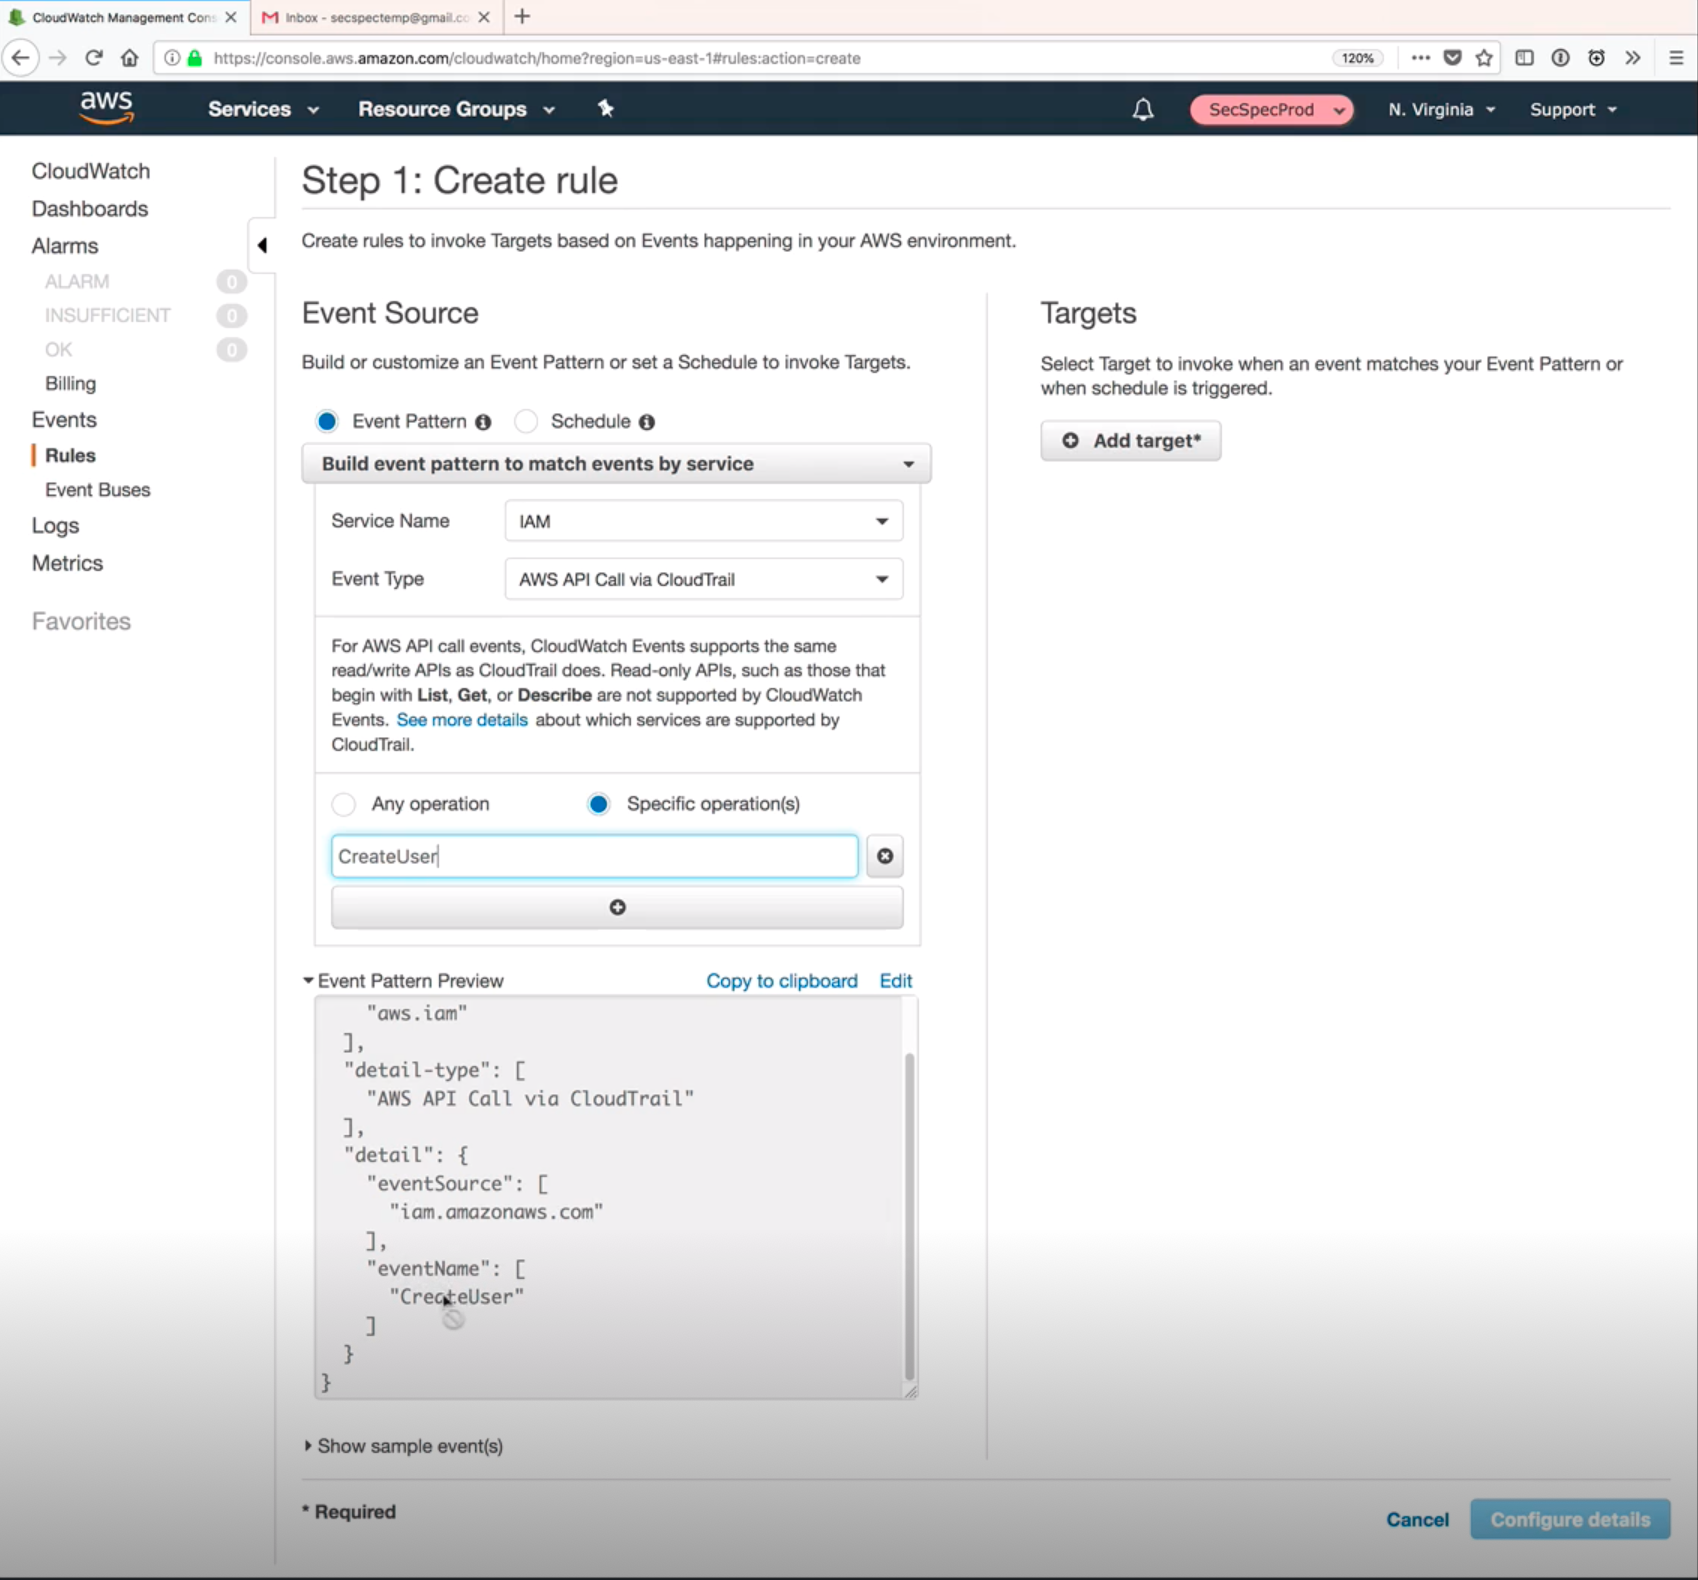 CloudWatch Management Cons
Inbox - secspectemp@gmail.co
https://console.aws.amazon.com/cloudwatch/home?region=us-east-1#rules:action=create
120%
aws
Services
Resource Groups
SecSpecProd
N. Virginia
Support
CloudWatch
Dashboards
Alarms
ALARM 0
INSUFFICIENT 0
OK 0
Billing
Events
Rules
Event Buses
Logs
Metrics
Favorites
Step 1: Create rule
Create rules to invoke Targets based on Events happening in your AWS environment.
Event Source
Build or customize an Event Pattern or set a Schedule to invoke Targets.
Event Pattern
Schedule
Build event pattern to match events by service
Service Name
IAM
Event Type
AWS API Call via CloudTrail
For AWS API call events, CloudWatch Events supports the same
read/write APIs as CloudTrail does. Read-only APIs, such as those that
begin with List, Get, or Describe are not supported by CloudWatch
Events. See more details about which services are supported by
CloudTrail.
Any operation
Specific operation(s)
CreateUser
Event Pattern Preview
Copy to clipboard
Edit
"aws.iam"
],
"detail-type": [
"AWS API Call via CloudTrail"
],
"detail": {
"eventSource": [
"iam.amazonaws.com"
],
"eventName": [
"CreateUser"
]
}
}
Show sample event(s)
* Required
Targets
Select Target to invoke when an event matches your Event Pattern or
when schedule is triggered.
Add target*
Cancel
Configure details